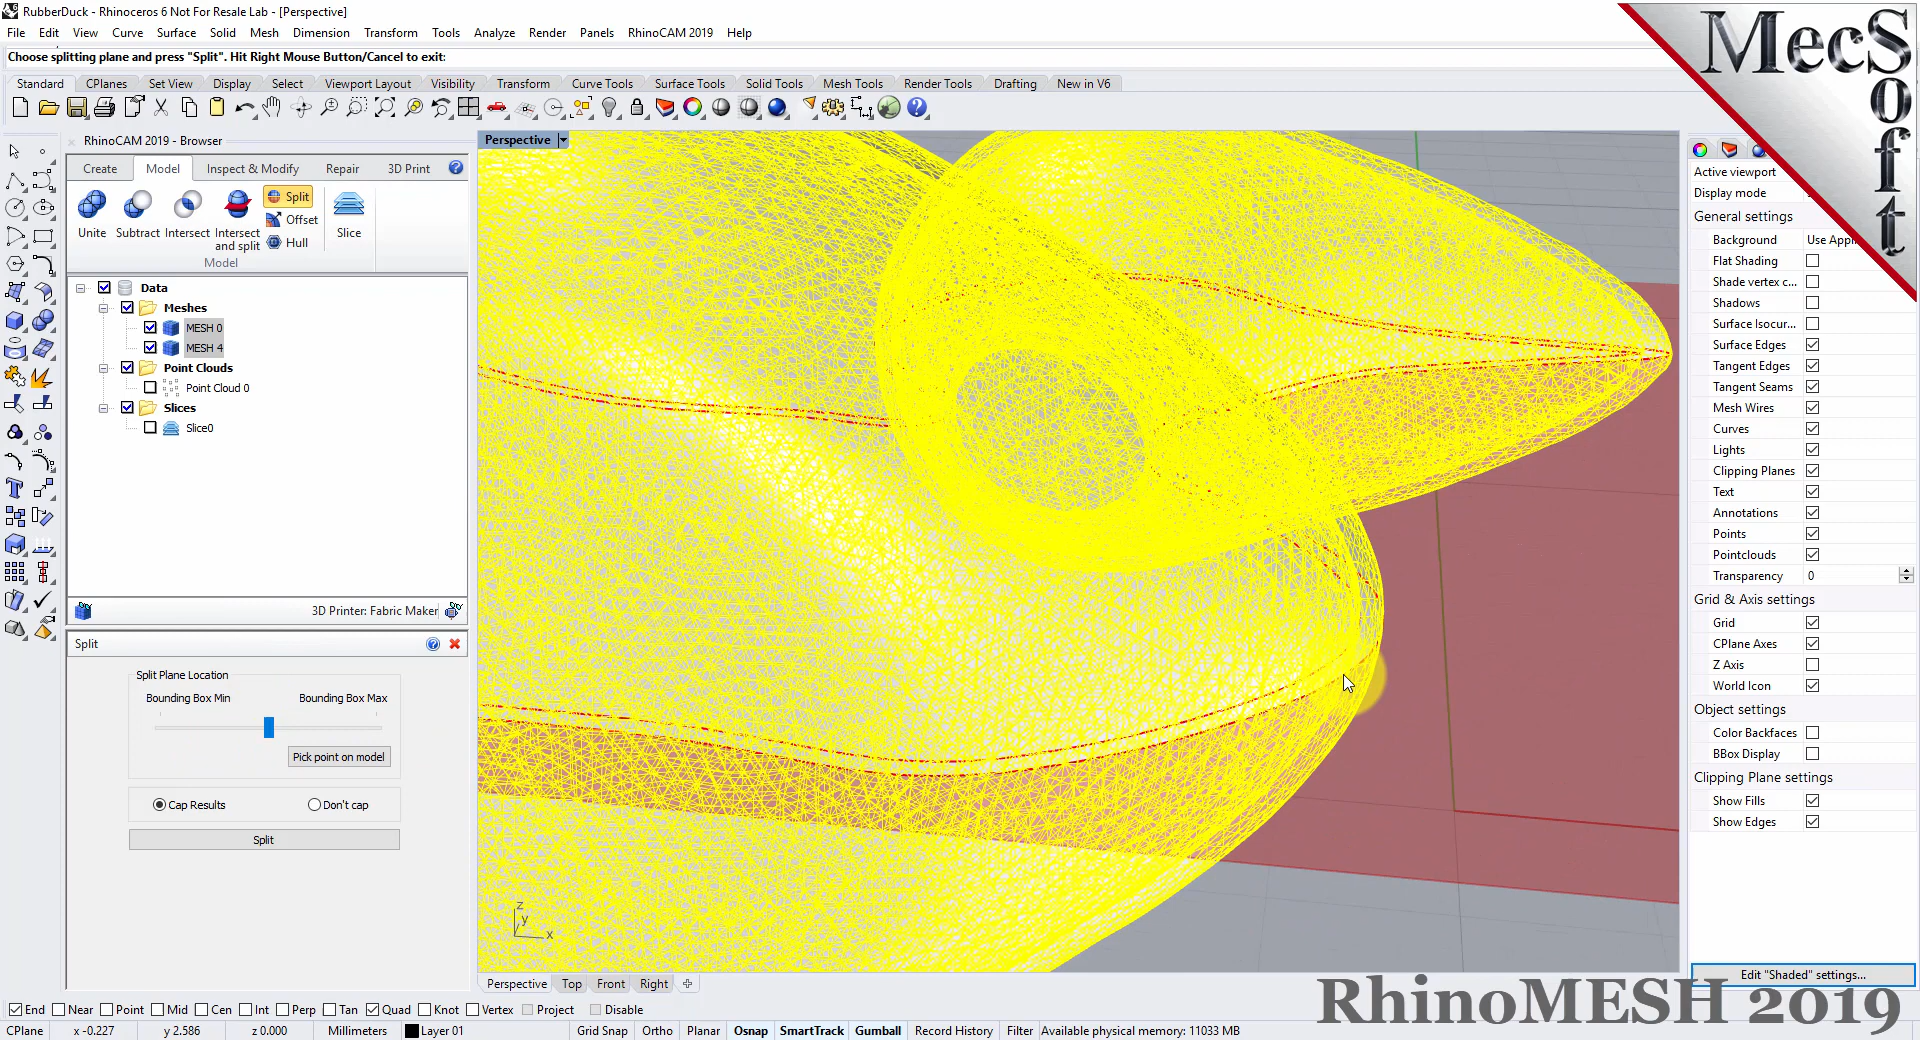 RubberDuck - Rhinoceros 6 Not For Resale Lab - [Perspective]
File Edit View Curve Surface Solid Mesh Dimension Transform Tools Analyze Render Panels RhinoCAM 2019 Help
Choose splitting plane and press "Split". Hit Right Mouse Button/Cancel to exit:
Standard CPlanes Set View Display Select Viewport Layout Visibility Transform Curve Tools Surface Tools Solid Tools Mesh Tools Render Tools Drafting New in V6
MecSoft
RhinoCAM 2019 - Browser
Create Model Inspect & Modify Repair 3D Print
Unite Subtract Intersect Intersect and split Split Offset Hull Slice
Model
Data
Meshes
MESH 0
MESH 4
Point Clouds
Point Cloud 0
Slices
Slice0
3D Printer: Fabric Maker
Split
Split Plane Location
Bounding Box Min Bounding Box Max
Pick point on model
Cap Results Don't cap
Split
Perspective
z
y
x
Perspective Top Front Right
Active viewport
Display mode
General settings
Background Use Appli
Flat Shading
Shade vertex c...
Shadows
Surface Isocur...
Surface Edges
Tangent Edges
Tangent Seams
Mesh Wires
Curves
Lights
Clipping Planes
Text
Annotations
Points
Pointclouds
Transparency 0
Grid & Axis settings
Grid
CPlane Axes
Z Axis
World Icon
Object settings
Color Backfaces
BBox Display
Clipping Plane settings
Show Fills
Show Edges
Edit "Shaded" settings...
RhinoMESH 2019
End Near Point Mid Cen Int Perp Tan Quad Knot Vertex Project Disable
CPlane x -0.227 y 2.586 z 0.000 Millimeters Layer 01 Grid Snap Ortho Planar Osnap SmartTrack Gumball Record History Filter Available physical memory: 11033 MB